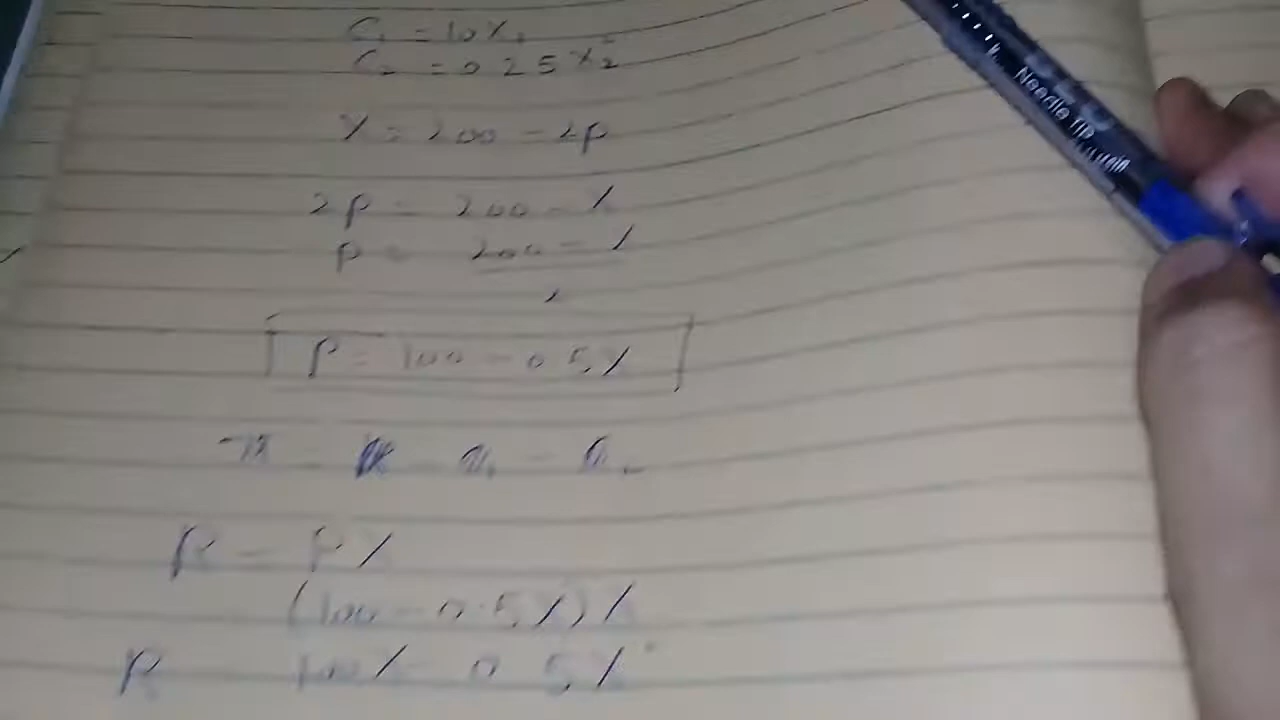 C₁ = 10X₁
C₂ = 0.25X₂²
X = 200 - 2P
2P = 200 - X
P = 200 - X
2
P = 100 - 0.5X
π = R - C₁ - C₂
R = PX
(100 - 0.5X)X
R 100X - 0.5X²
Needle Tip